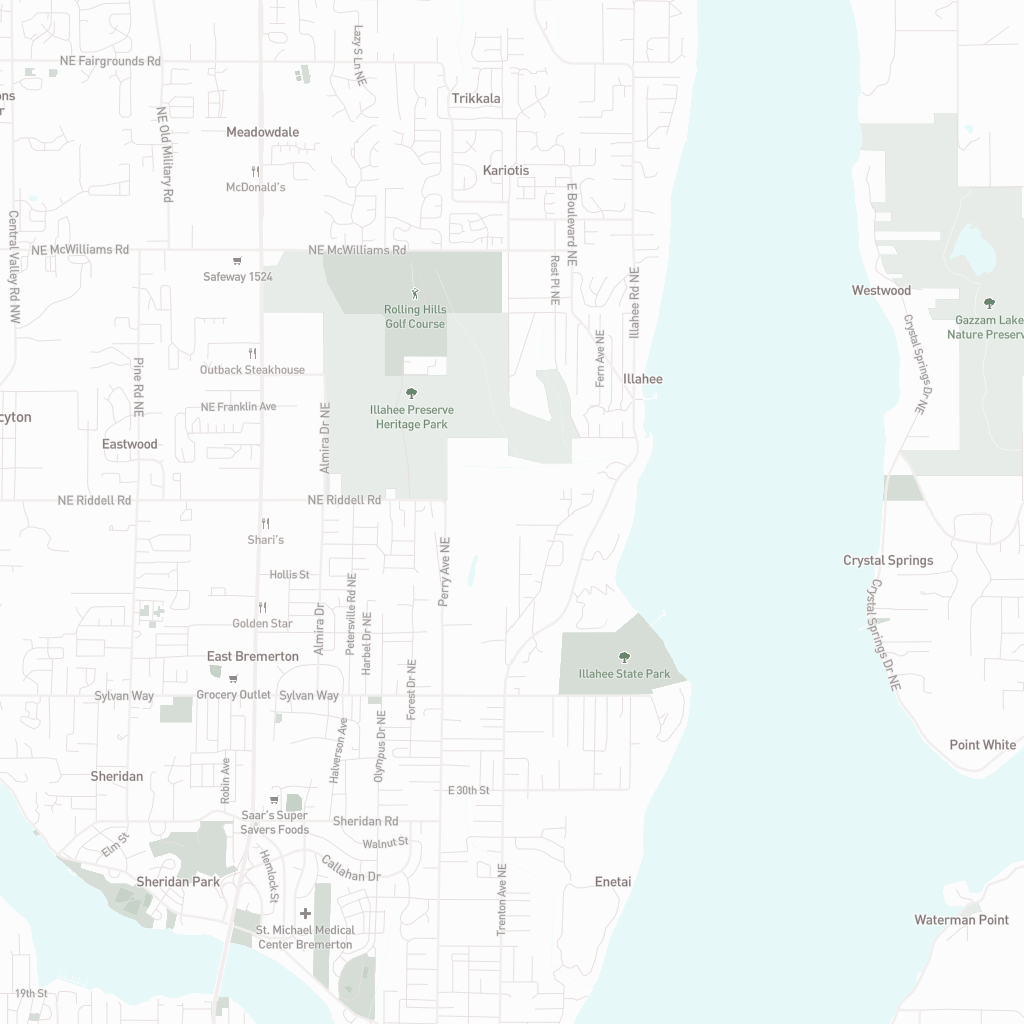 Lazy S Ln NE
NE Fairgrounds Rd
Trikkala
NE Old Military Rd
Meadowdale
Kariotis
McDonald's
E Boulevard NE
Central Valley Rd NW
NE McWilliams Rd
NE McWilliams Rd
Rest Pl NE
Illahee Rd NE
Safeway 1524
Westwood
Rolling Hills
Golf Course
Gazzam Lake
Nature Preserv
Crystal Springs Dr NE
Fern Ave NE
Outback Steakhouse
Pine Rd NE
Illahee
NE Franklin Ave
Illahee Preserve
Heritage Park
cyton
Almira Dr NE
Eastwood
NE Riddell Rd
NE Riddell Rd
Shari's
Perry Ave NE
Crystal Springs
Hollis St
Petersville Rd NE
Golden Star
Almira Dr
Harbel Dr NE
Crystal Springs Dr NE
East Bremerton
Forest Dr NE
Illahee State Park
Sylvan Way
Grocery Outlet
Sylvan Way
Halverson Ave
Olympus Dr NE
Point White
Sheridan
Robin Ave
E 30th St
Saar's Super
Savers Foods
Sheridan Rd
Elm St
Walnut St
Hemlock St
Callahan Dr
Sheridan Park
Enetai
Trenton Ave NE
Waterman Point
St. Michael Medical
Center Bremerton
19th St